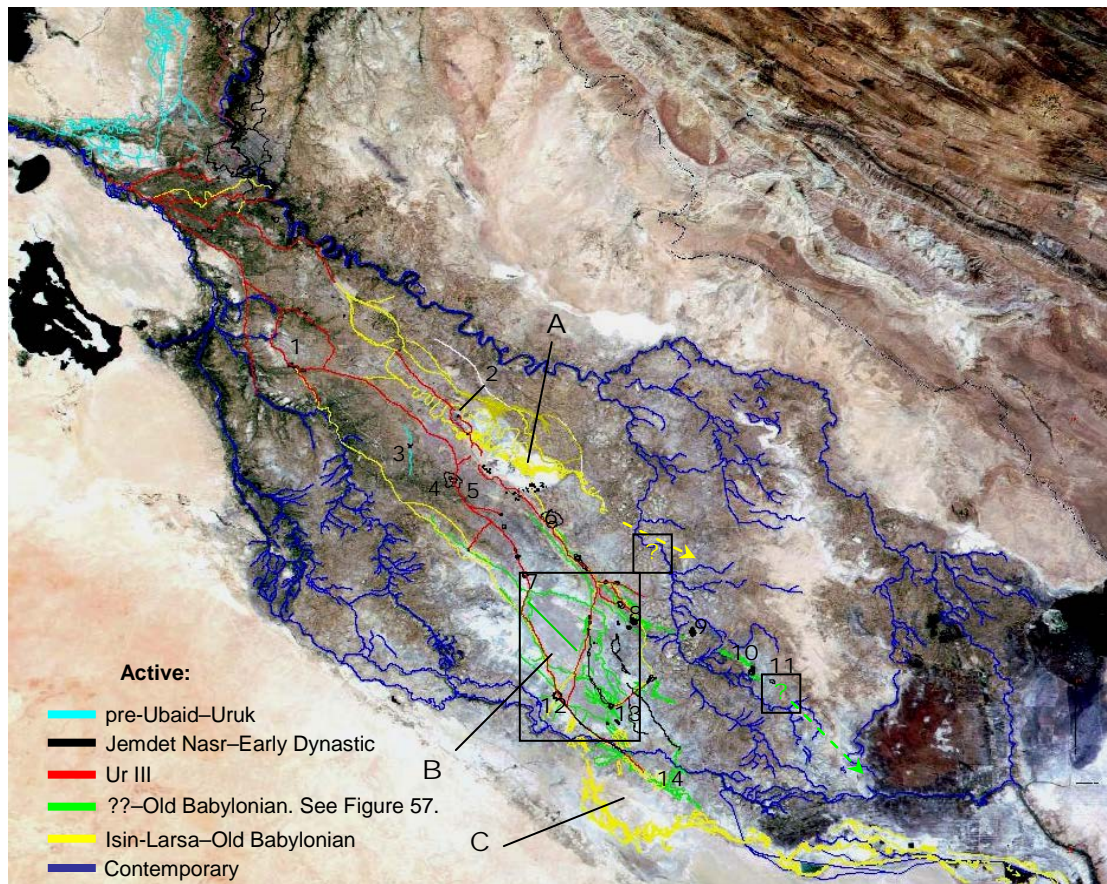 A
1
2
3
4
5
6
?
8
9
10
11
?
12
13
B
14
C
Active:
pre-Ubaid–Uruk
Jemdet Nasr–Early Dynastic
Ur III
??–Old Babylonian. See Figure 57.
Isin-Larsa–Old Babylonian
Contemporary